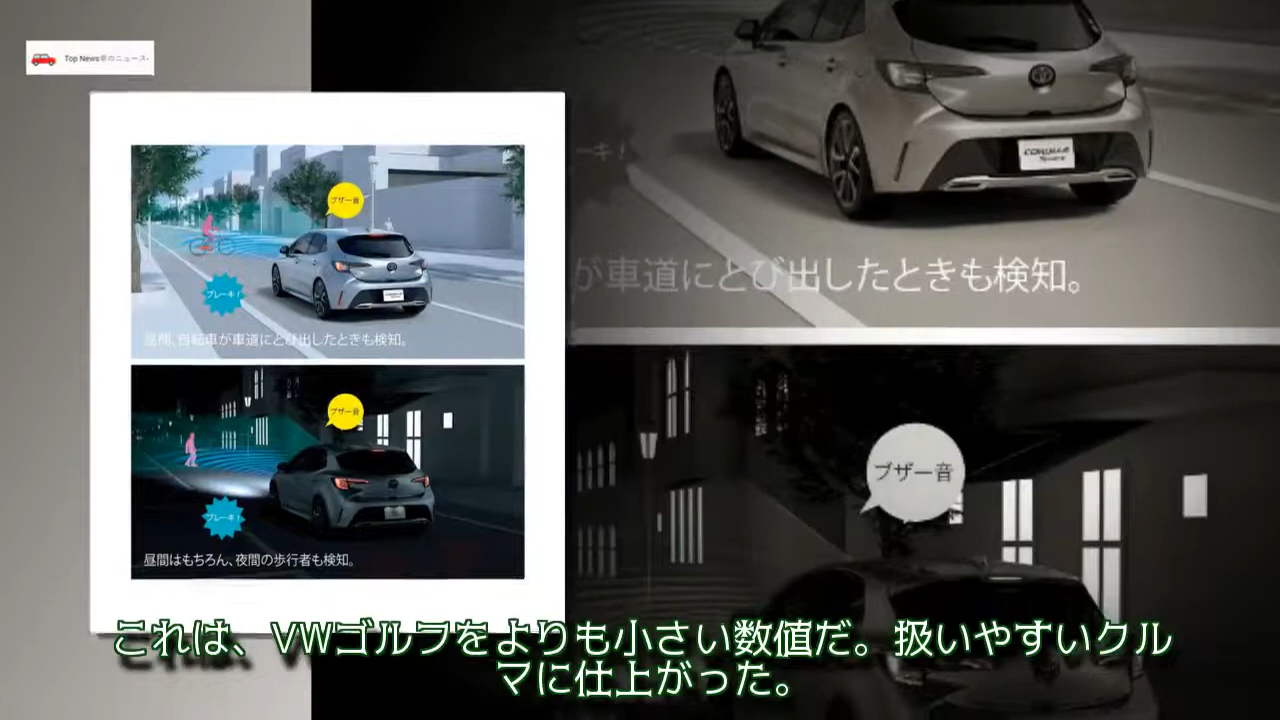 Top News車のニュース-
ブザー音
ブレーキ!
昼間、自転車が車道にとび出したときも検知。
ブザー音
ブレーキ!
昼間はもちろん、夜間の歩行者も検知。
ーキ!
COROLLA
Sport
が車道にとび出したときも検知。
ブザー音
これは、VWゴルフをよりも小さい数値だ。扱いやすいクル
マに仕上がった。